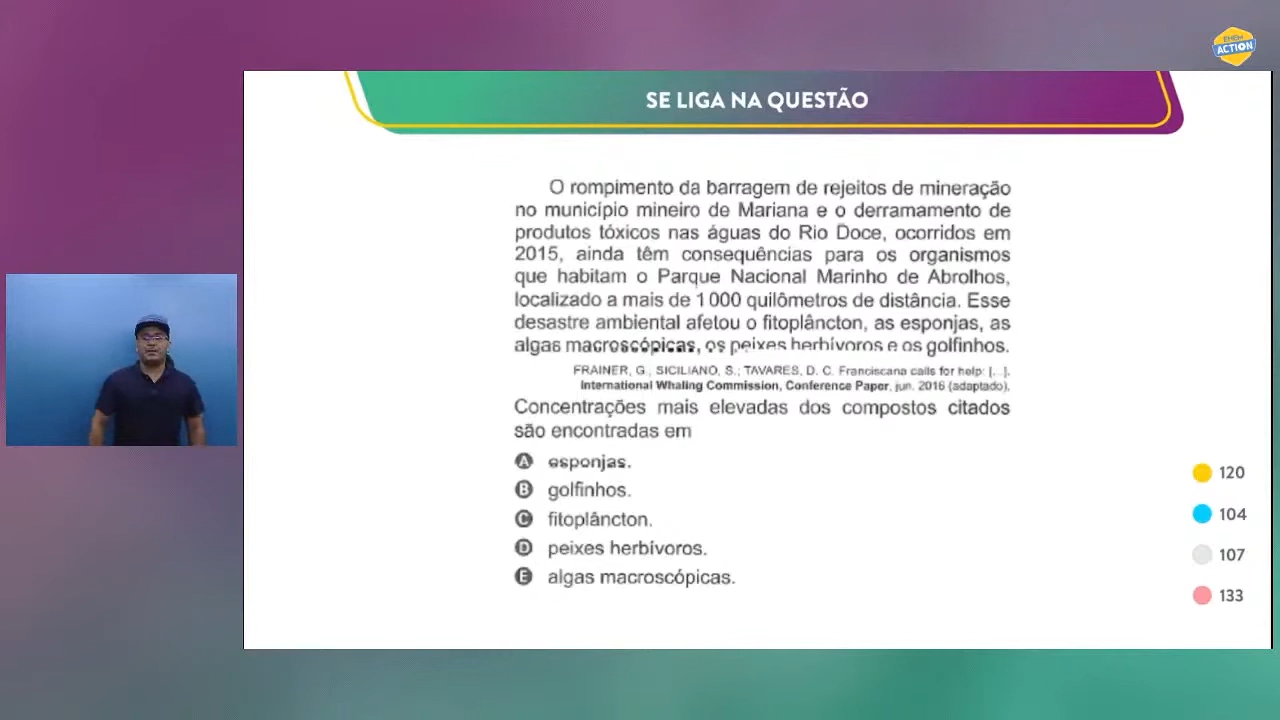 ENEM
ACTION
SE LIGA NA QUESTÃO
O rompimento da barragem de rejeitos de mineração
no município mineiro de Mariana e o derramamento de
produtos tóxicos nas águas do Rio Doce, ocorridos em
2015, ainda têm consequências para os organismos
que habitam o Parque Nacional Marinho de Abrolhos,
localizado a mais de 1 000 quilômetros de distância. Esse
desastre ambiental afetou o fitoplâncton, as esponjas, as
algas macroscópicas, os peixes herbívoros e os golfinhos.
FRAINER, G.; SICILIANO, S.; TAVARES, D. C. Franciscana calls for help: [...].
International Whaling Commission, Conference Paper, jun. 2016 (adaptado).
Concentrações mais elevadas dos compostos citados
são encontradas em
A esponjas.
B golfinhos.
C fitoplâncton.
D peixes herbívoros.
E algas macroscópicas.
120
104
107
133